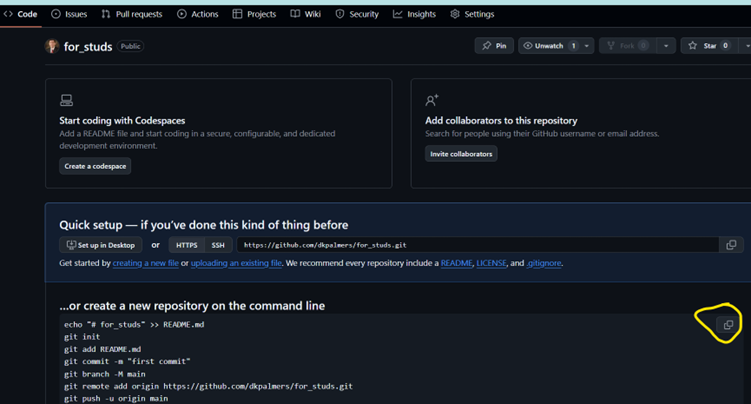 Code Issues Pull requests Actions Projects Wiki Security Insights Settings
for_studs Public Pin Unwatch 1 Fork 0 Star 0
Start coding with Codespaces
Add a README file and start coding in a secure, configurable, and dedicated
development environment.
Create a codespace
Add collaborators to this repository
Search for people using their GitHub username or email address.
Invite collaborators
Quick setup — if you've done this kind of thing before
Set up in Desktop or HTTPS SSH https://github.com/dkpalmers/for_studs.git
Get started by creating a new file or uploading an existing file. We recommend every repository include a README, LICENSE, and .gitignore.
...or create a new repository on the command line
echo "# for_studs" >> README.md
git init
git add README.md
git commit -m "first commit"
git branch -M main
git remote add origin https://github.com/dkpalmers/for_studs.git
git push -u origin main